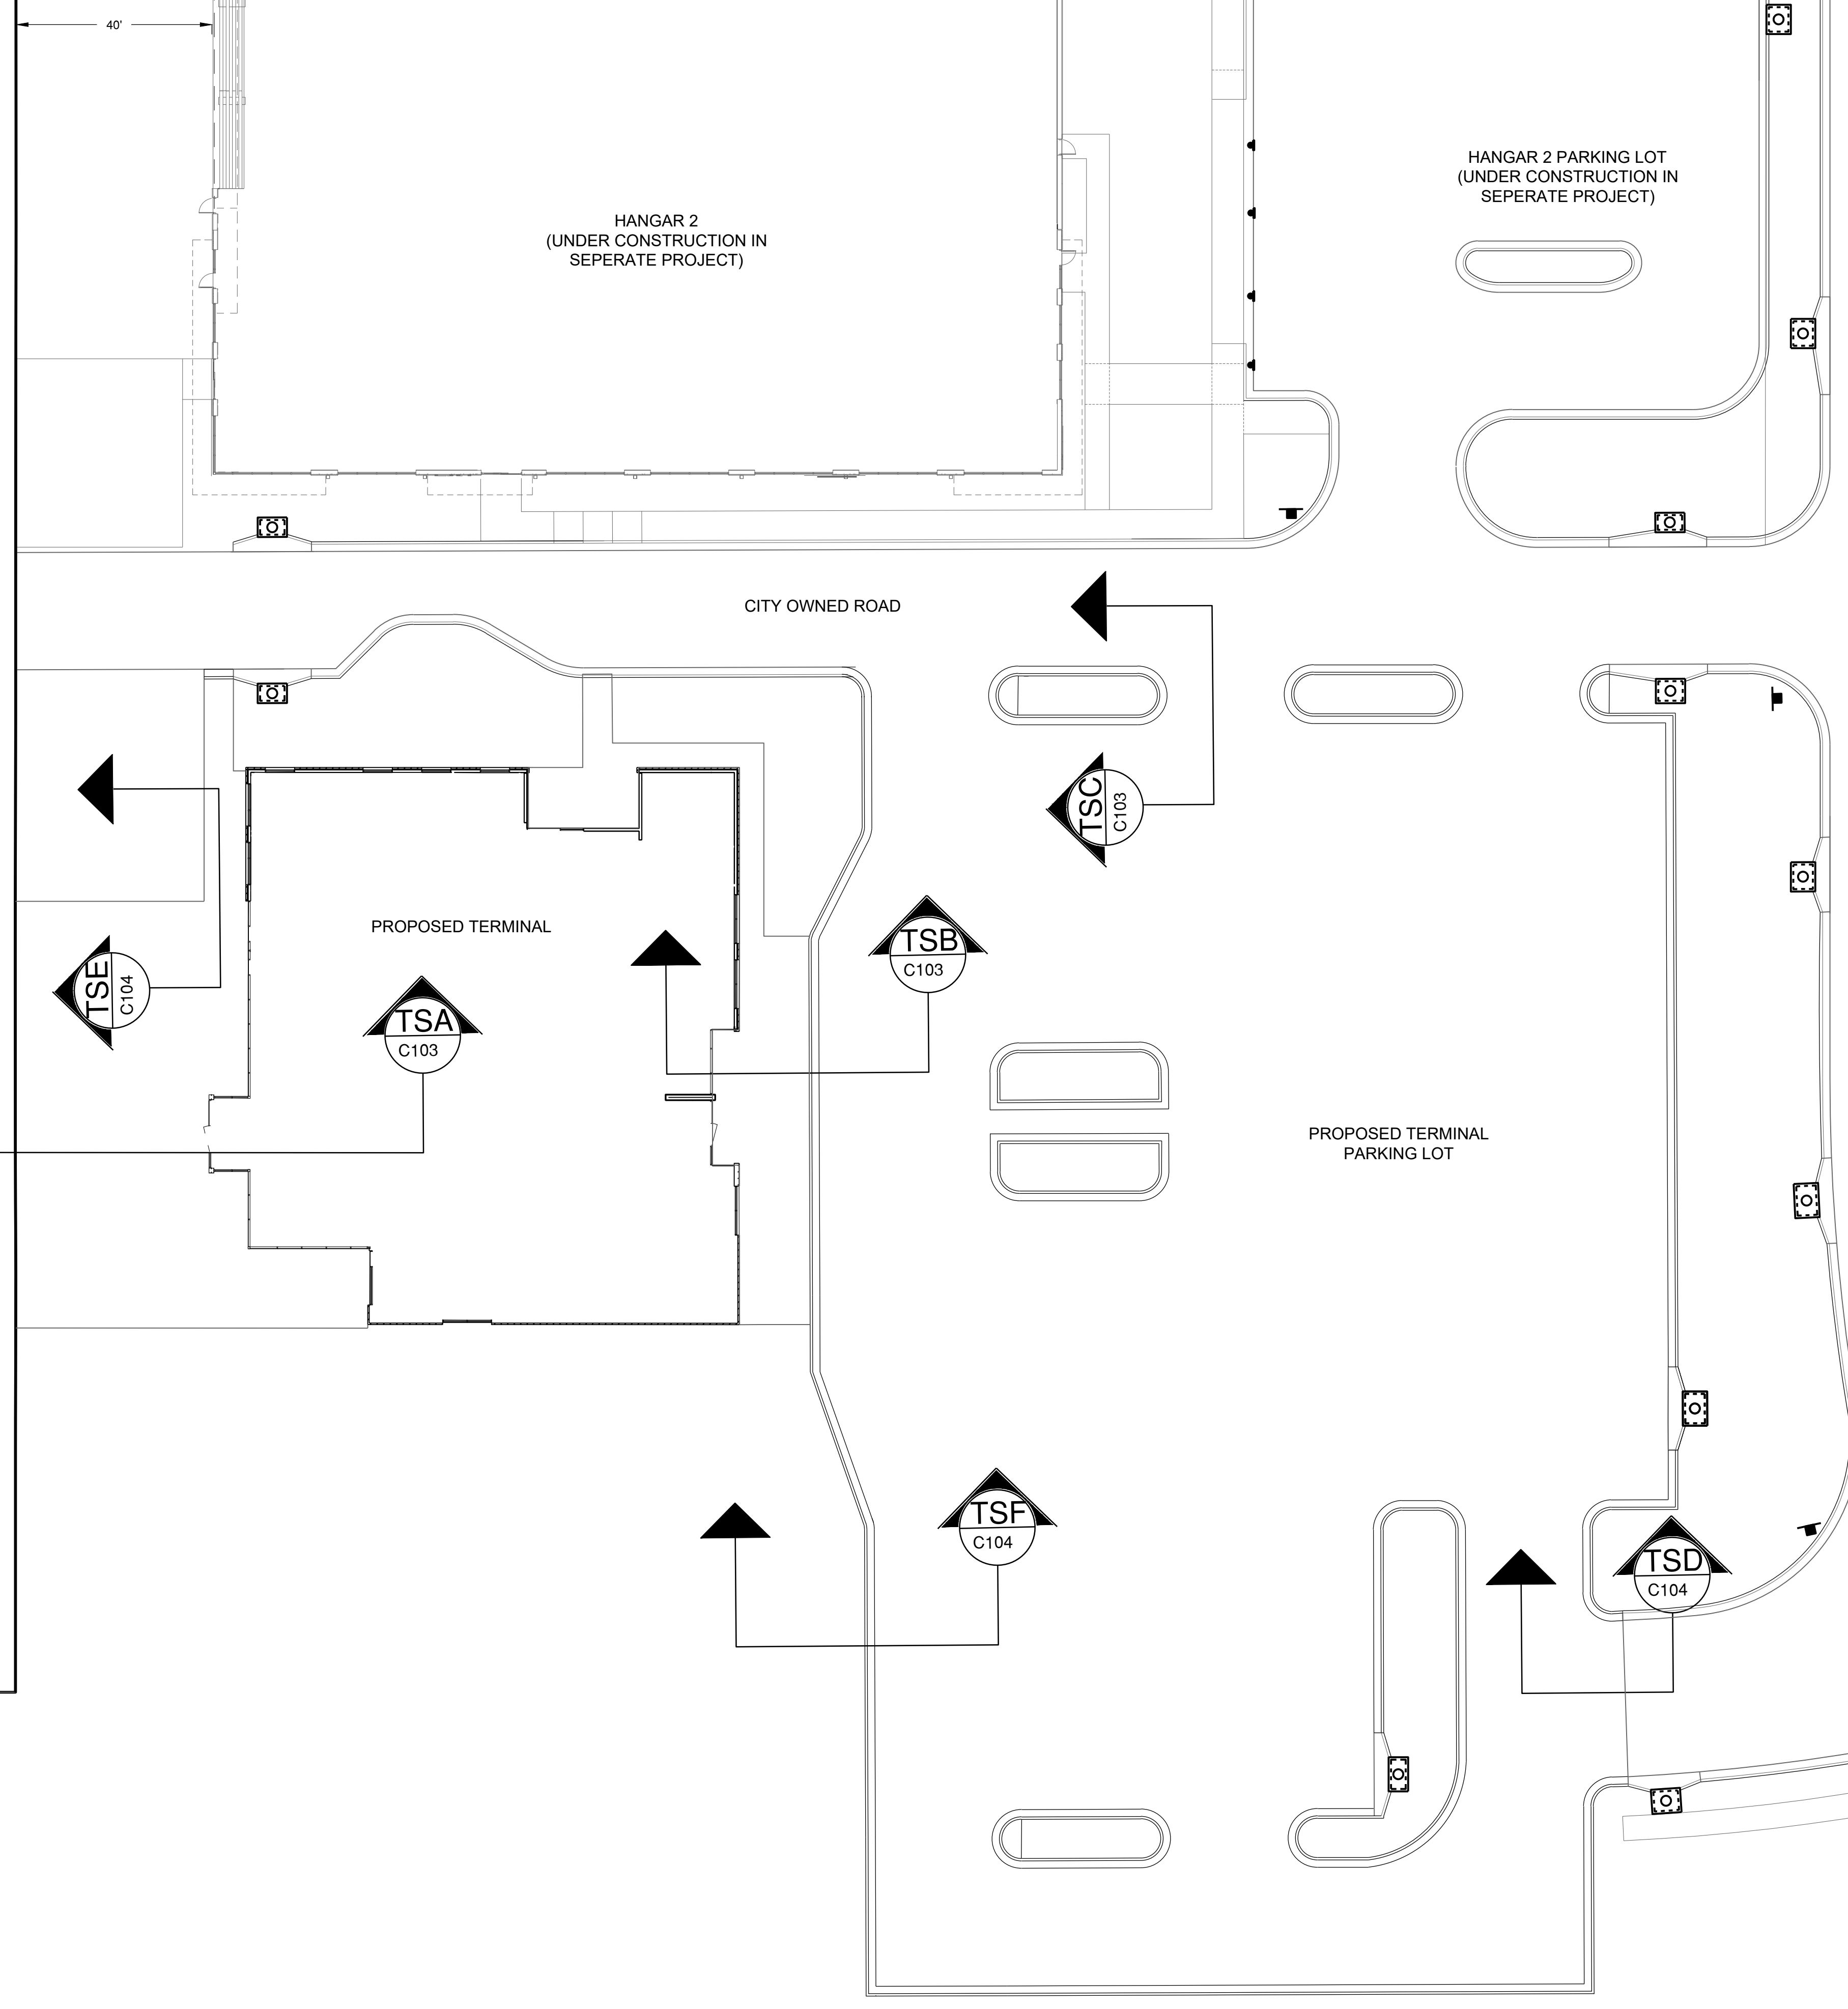 40'
HANGAR 2 PARKING LOT
(UNDER CONSTRUCTION IN
SEPERATE PROJECT)
HANGAR 2
(UNDER CONSTRUCTION IN
SEPERATE PROJECT)
CITY OWNED ROAD
TSC
C103
PROPOSED TERMINAL
TSB
C103
TSE
C104
TSA
C103
PROPOSED TERMINAL
PARKING LOT
TSF
C104
TSD
C104